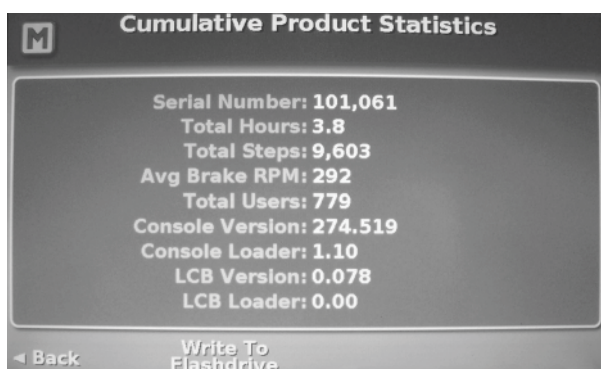 M
Cumulative Product Statistics
Serial Number: 101,061
Total Hours: 3.8
Total Steps: 9,603
Avg Brake RPM: 292
Total Users: 779
Console Version: 274.519
Console Loader: 1.10
LCB Version: 0.078
LCB Loader: 0.00
◄ Back
Write To
Flashdrive